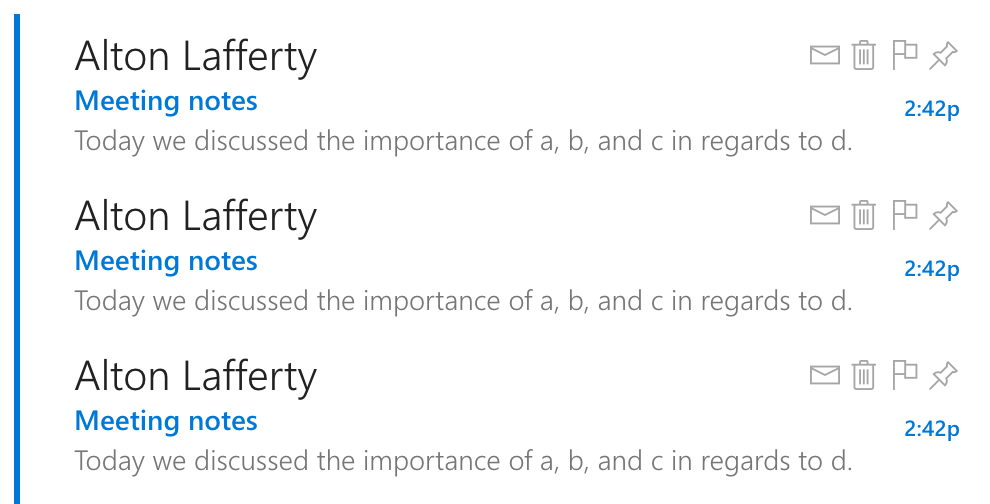 Alton Lafferty
Meeting notes
2:42p
Today we discussed the importance of a, b, and c in regards to d.
Alton Lafferty
Meeting notes
2:42p
Today we discussed the importance of a, b, and c in regards to d.
Alton Lafferty
Meeting notes
2:42p
Today we discussed the importance of a, b, and c in regards to d.